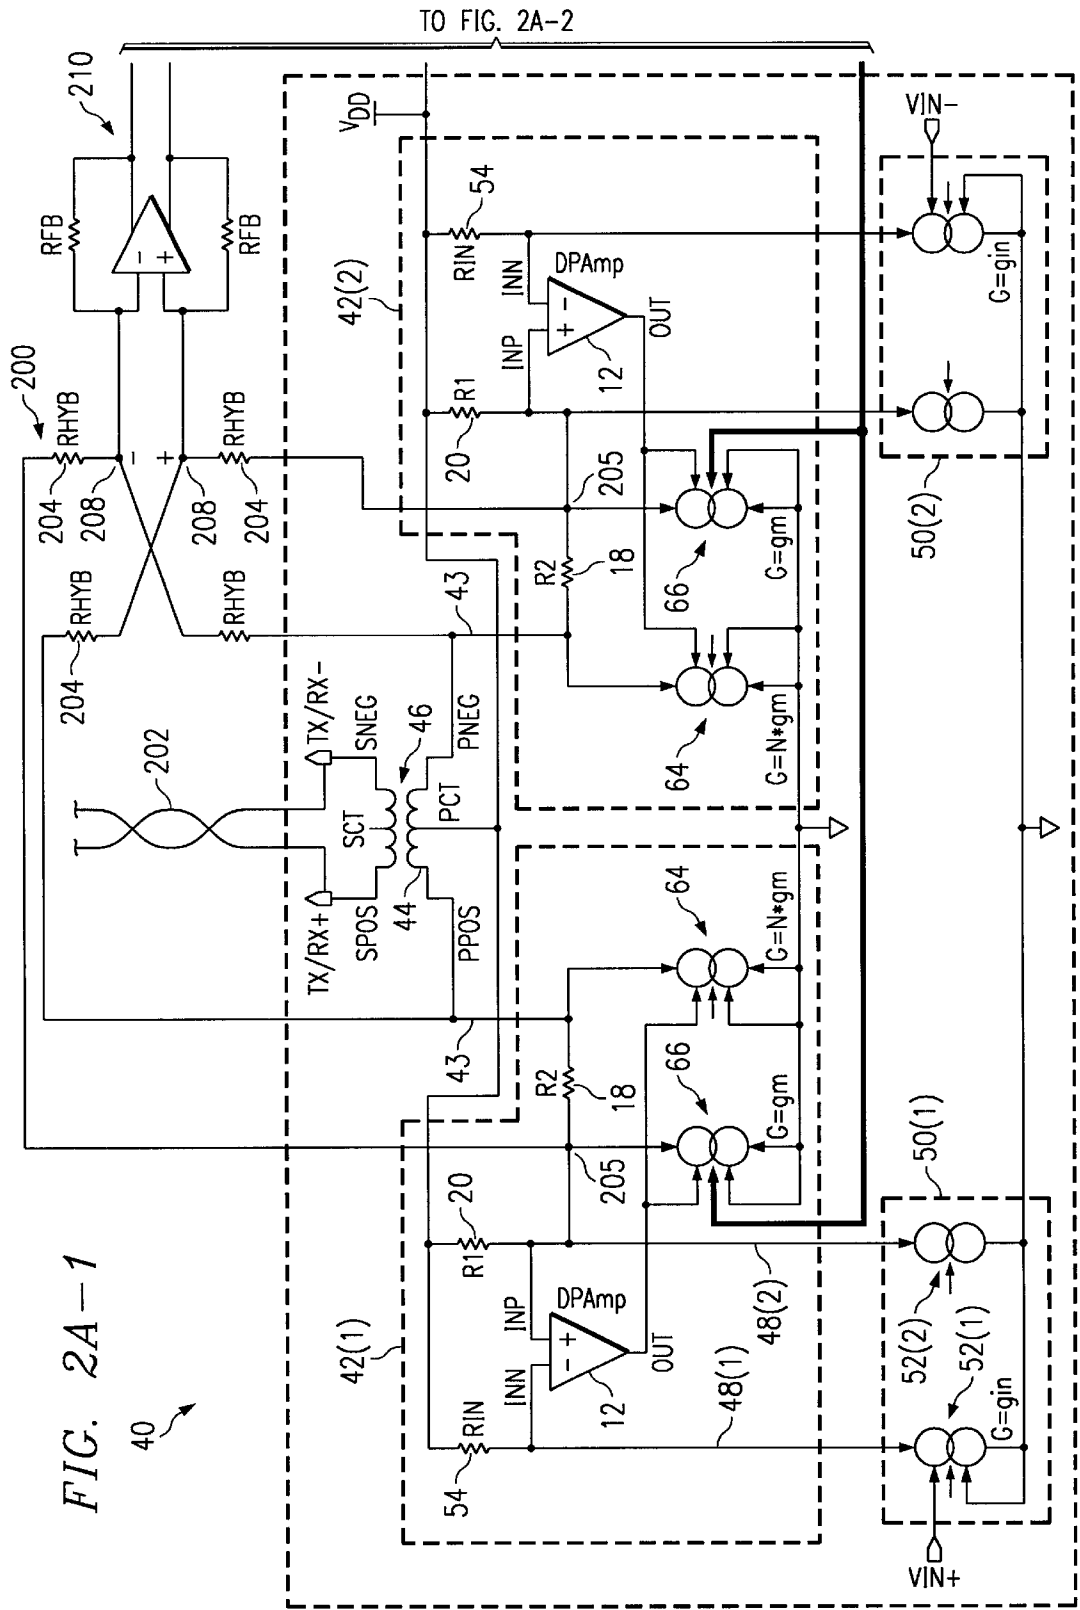 TO FIG. 2A-2
210
RFB
RFB
-
+
200
RHYB
204
208
-
+
208
RHYB
204
RHYB
204
RHYB
202
TX/RX+
TX/RX-
SPOS
SCT
SNEG
44
46
PPOS
PCT
PNEG
43
43
VDD
42(2)
RIN
54
R1
20
INN
INP
DPAmp
-
+
12
OUT
205
R2
18
66
G=gm
64
G=N*gm
VIN-
G=gin
50(2)
42(1)
54
RIN
R1
20
INN
INP
DPAmp
-
+
12
OUT
205
R2
18
66
G=gm
64
G=N*gm
48(1)
48(2)
50(1)
52(2)
52(1)
G=gin
VIN+
40
FIG. 2A-1